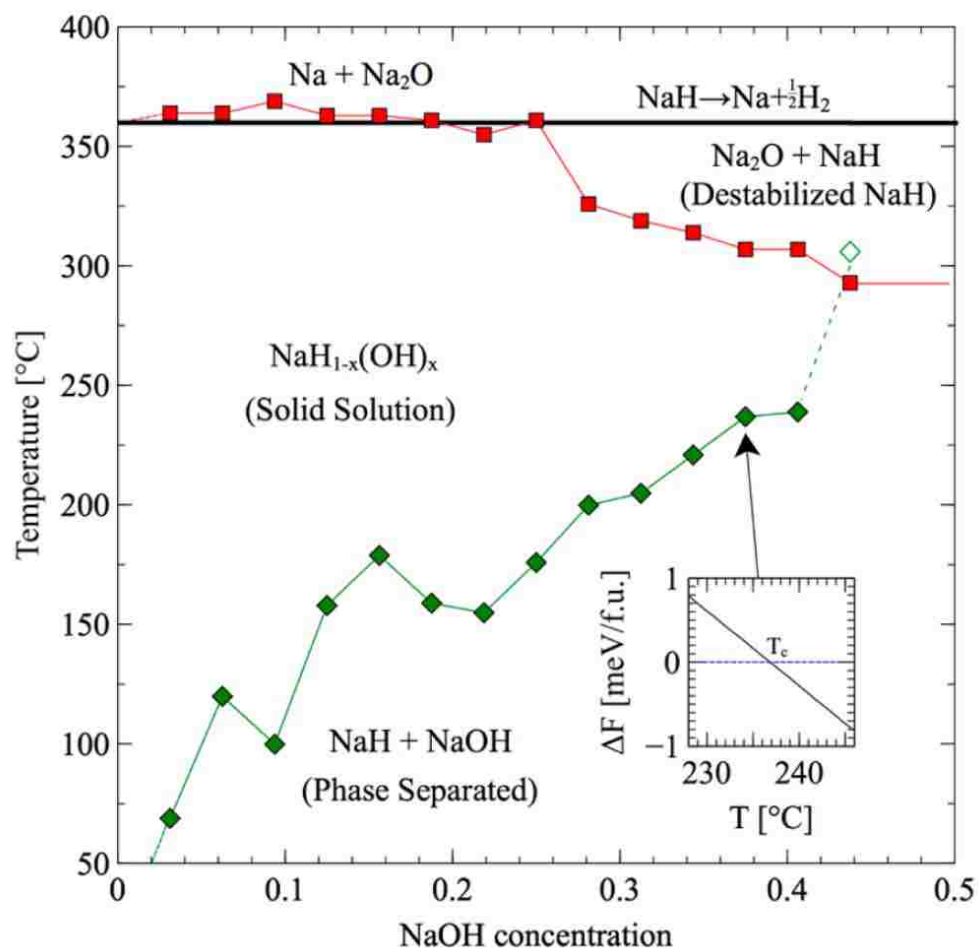 400
Na + Na₂O
NaH→Na+½H₂
350
Na₂O + NaH
(Destabilized NaH)
300
NaH₁₋ₓ(OH)ₓ
(Solid Solution)
250
200
150
100
50
Temperature [°C]
NaH + NaOH
(Phase Separated)
1
0
−1
ΔF [meV/f.u.]
T꜀
230 240
T [°C]
0 0.1 0.2 0.3 0.4 0.5
NaOH concentration